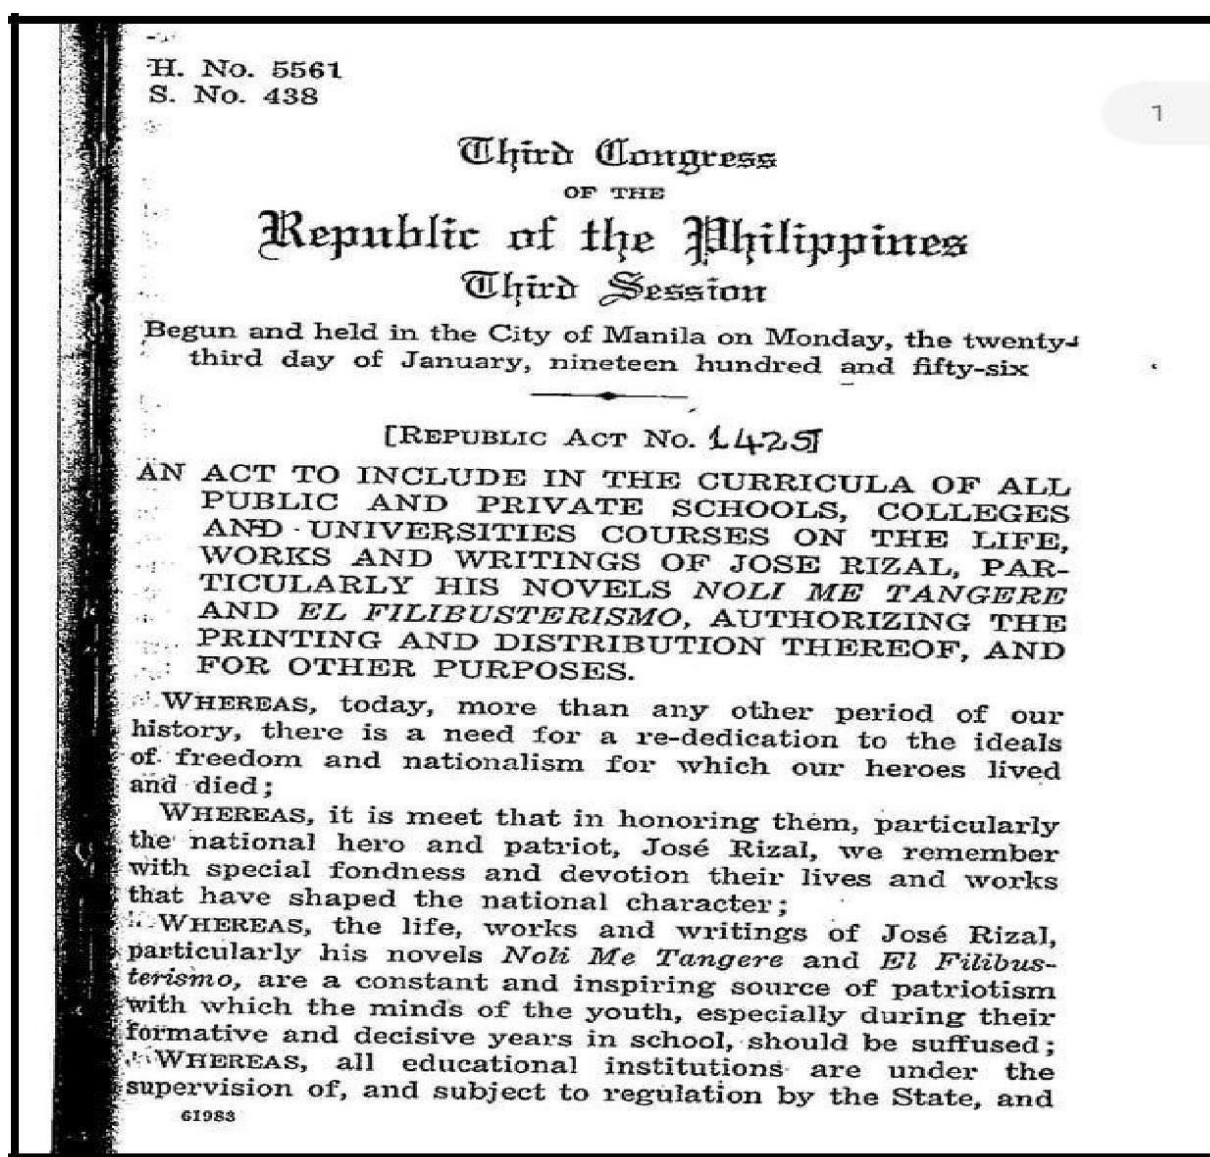 H. No. 5561
S. No. 438
1
Third Congress
OF THE
Republic of the Philippines
Third Session
Begun and held in the City of Manila on Monday, the twenty-
third day of January, nineteen hundred and fifty-six
[REPUBLIC ACT NO. 1425]
AN ACT TO INCLUDE IN THE CURRICULA OF ALL
PUBLIC AND PRIVATE SCHOOLS, COLLEGES
AND UNIVERSITIES COURSES ON THE LIFE,
WORKS AND WRITINGS OF JOSE RIZAL, PAR-
TICULARLY HIS NOVELS NOLI ME TANGERE
AND EL FILIBUSTERISMO, AUTHORIZING THE
PRINTING AND DISTRIBUTION THEREOF, AND
FOR OTHER PURPOSES.
WHEREAS, today, more than any other period of our
history, there is a need for a re-dedication to the ideals
of freedom and nationalism for which our heroes lived
and died;
WHEREAS, it is meet that in honoring them, particularly
the national hero and patriot, José Rizal, we remember
with special fondness and devotion their lives and works
that have shaped the national character;
WHEREAS, the life, works and writings of José Rizal,
particularly his novels Noli Me Tangere and El Filibus-
terismo, are a constant and inspiring source of patriotism
with which the minds of the youth, especially during their
formative and decisive years in school, should be suffused;
WHEREAS, all educational institutions are under the
supervision of, and subject to regulation by the State, and
61983